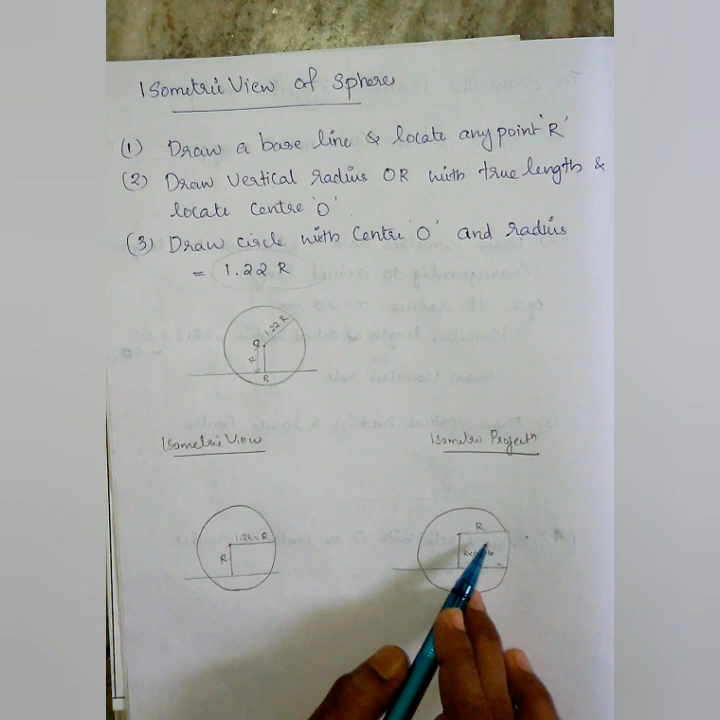 Isometric View of Sphere
(1) Draw a base line & locate any point 'R'
(2) Draw Vertical radius OR with true length &
locate Centre 'O'
(3) Draw circle with Centre 'O' and radius
= 1.22 R
1.22 R
O
R
R
Isometric View
Isometric Project
1.22 x R
R
R